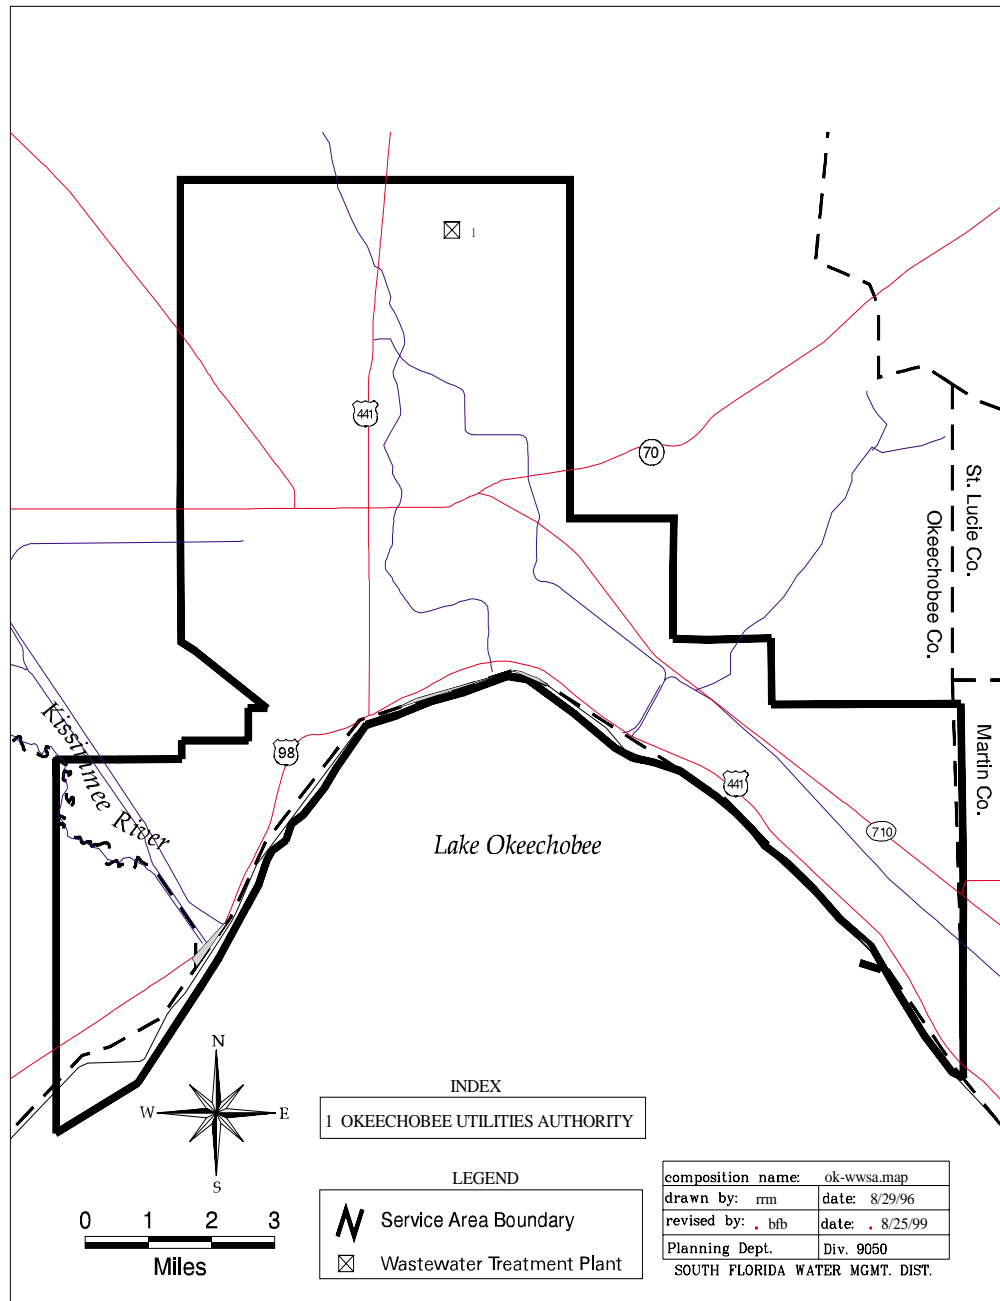 1
441
70
St. Lucie Co.
Okeechobee Co.
Kissimmee River
98
441
Martin Co.
710
Lake Okeechobee
N
W
E
S
INDEX
1 OKEECHOBEE UTILITIES AUTHORITY
LEGEND
Service Area Boundary
Wastewater Treatment Plant
0 1 2 3
Miles
composition name: ok-wwsa.map
drawn by: rrm date: 8/29/96
revised by: . bfb date: . 8/25/99
Planning Dept. Div. 9050
SOUTH FLORIDA WATER MGMT. DIST.